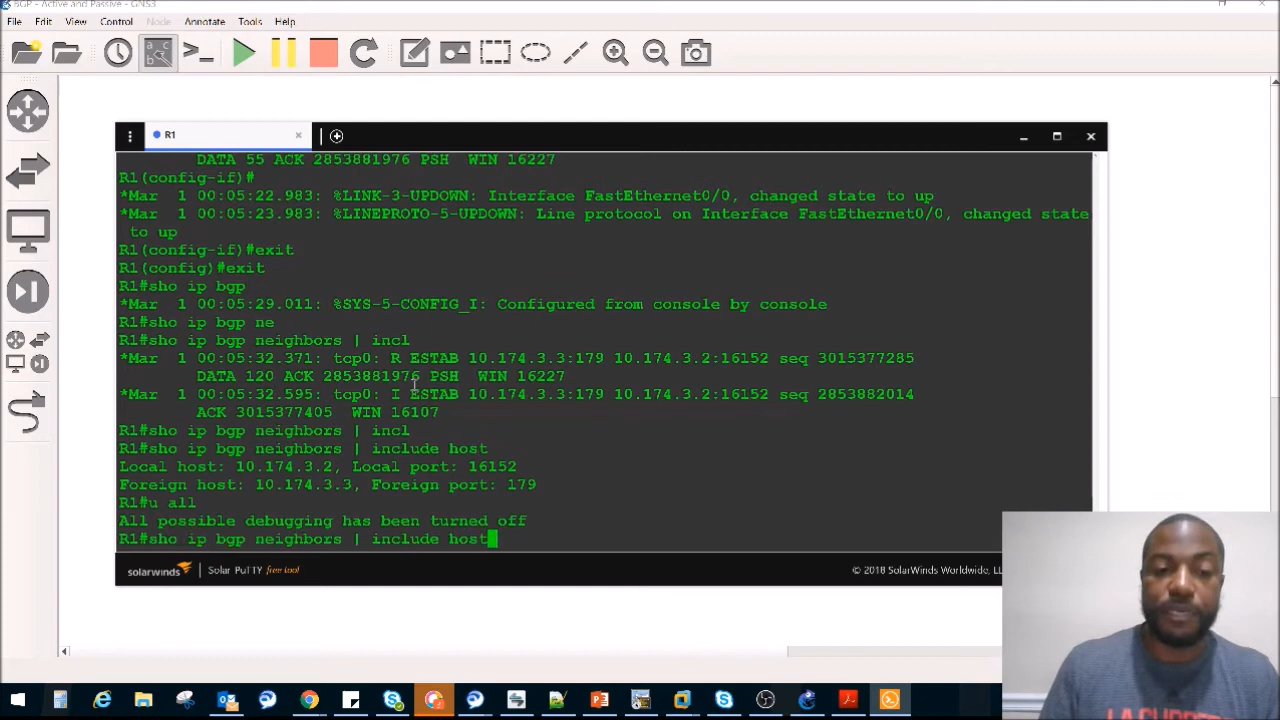 BGP - Active and Passive - GNS3
File Edit View Control Node Annotate Tools Help
R1
DATA 55 ACK 2853881976 PSH  WIN 16227
R1(config-if)#
*Mar  1 00:05:22.983: %LINK-3-UPDOWN: Interface FastEthernet0/0, changed state to up
*Mar  1 00:05:23.983: %LINEPROTO-5-UPDOWN: Line protocol on Interface FastEthernet0/0, changed state
to up
R1(config-if)#exit
R1(config)#exit
R1#sho ip bgp
*Mar  1 00:05:29.011: %SYS-5-CONFIG_I: Configured from console by console
R1#sho ip bgp ne
R1#sho ip bgp neighbors | incl
*Mar  1 00:05:32.371: tcp0: R ESTAB 10.174.3.3:179 10.174.3.2:16152 seq 3015377285
DATA 120 ACK 2853881976 PSH  WIN 16227
*Mar  1 00:05:32.595: tcp0: I ESTAB 10.174.3.3:179 10.174.3.2:16152 seq 2853882014
ACK 3015377405  WIN 16107
R1#sho ip bgp neighbors | incl
R1#sho ip bgp neighbors | include host
Local host: 10.174.3.2, Local port: 16152
Foreign host: 10.174.3.3, Foreign port: 179
R1#u all
All possible debugging has been turned off
R1#sho ip bgp neighbors | include host
solarwinds | Solar PuTTY free tool
© 2018 SolarWinds Worldwide, LL